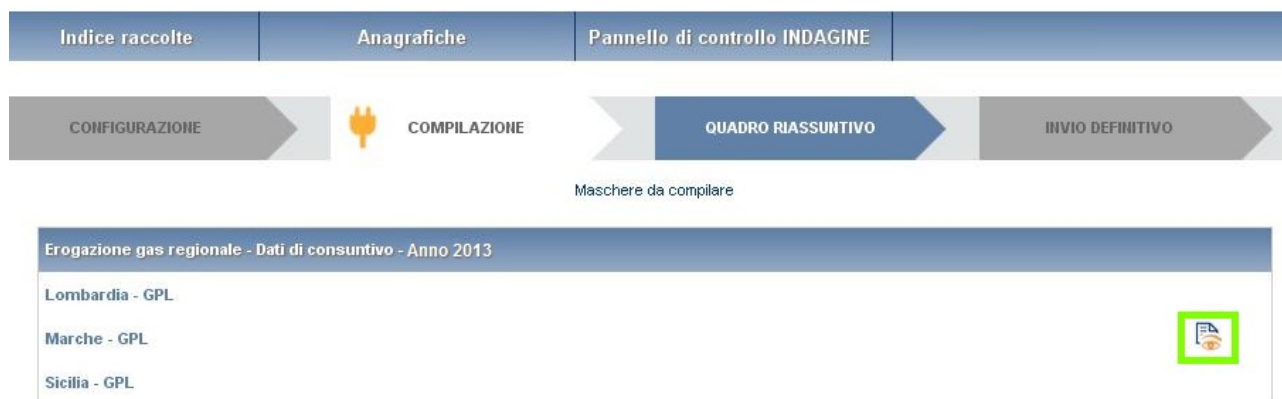 Indice raccolte
Anagrafiche
Pannello di controllo INDAGINE
CONFIGURAZIONE
COMPILAZIONE
QUADRO RIASSUNTIVO
INVIO DEFINITIVO
Maschere da compilare
Erogazione gas regionale - Dati di consuntivo - Anno 2013
Lombardia - GPL
Marche - GPL
Sicilia - GPL